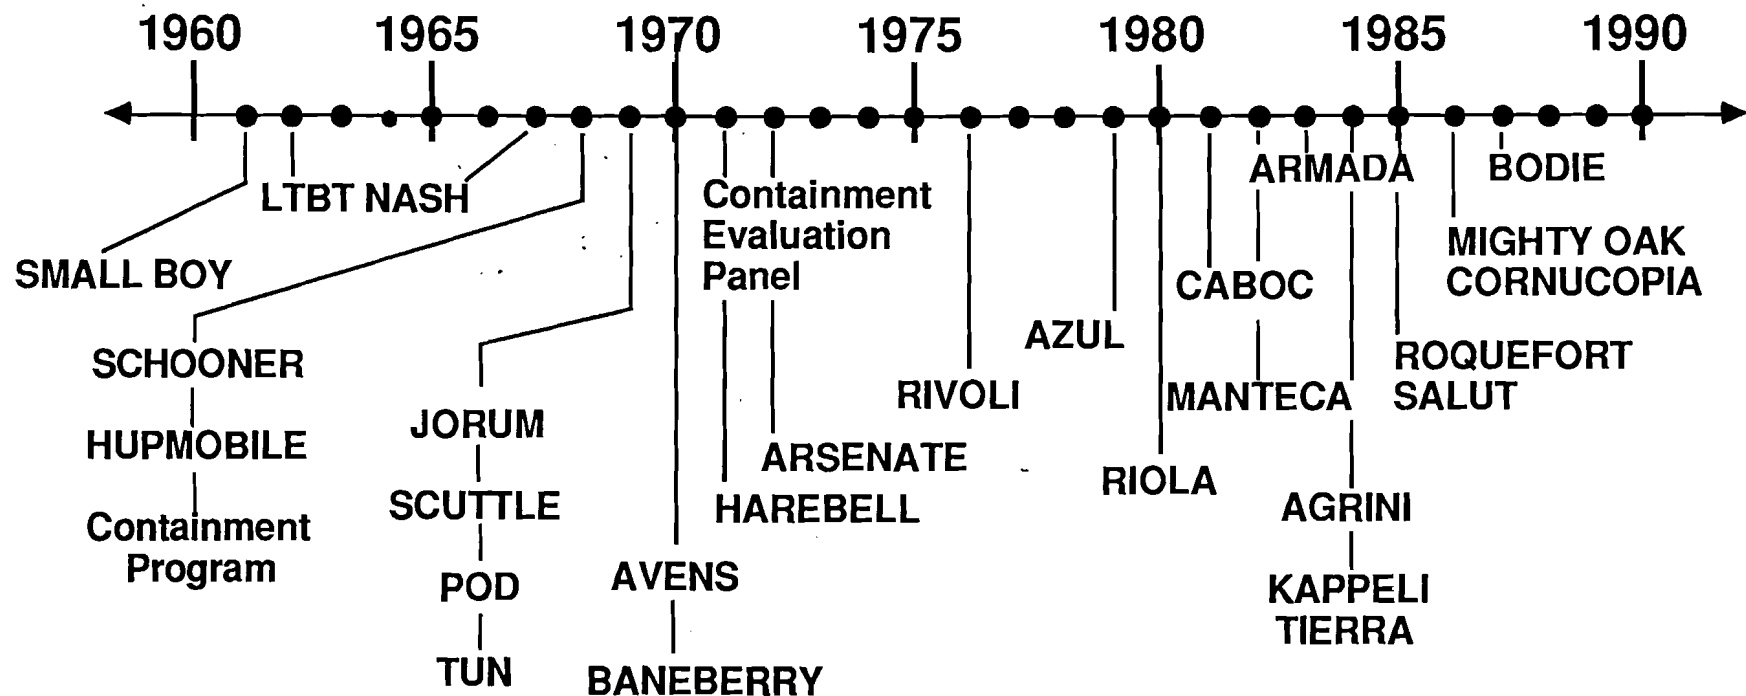 1960 1965 1970 1975 1980 1985 1990
ARMADA BODIE
LTBT NASH
Containment
Evaluation
Panel
SMALL BOY
MIGHTY OAK
CORNUCOPIA
CABOC
AZUL
SCHOONER
ROQUEFORT
SALUT
RIVOLI
MANTECA
JORUM
HUPMOBILE
ARSENATE
RIOLA
SCUTTLE
HAREBELL
AGRINI
Containment
Program
POD
AVENS
KAPPELI
TIERRA
TUN
BANEBERRY